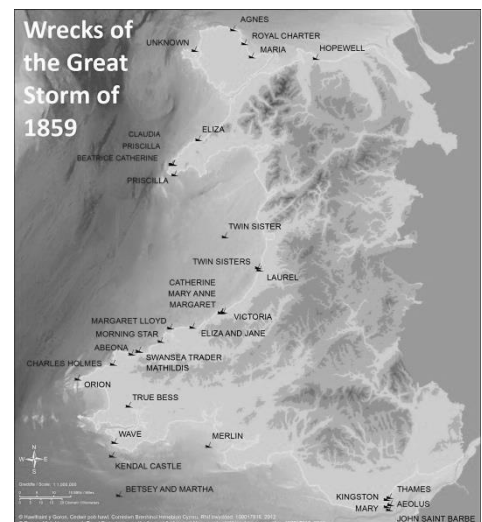 Wrecks of
the Great
Storm of
1859
AGNES
ROYAL CHARTER
UNKNOWN
MARIA
HOPEWELL
CLAUDIA
ELIZA
PRISCILLA
BEATRICE CATHERINE
PRISCILLA
TWIN SISTER
TWIN SISTERS
LAUREL
CATHERINE
MARY ANNE
MARGARET
VICTORIA
MARGARET LLOYD
ELIZA AND JANE
MORNING STAR
ABEONA
SWANSEA TRADER
CHARLES HOLMES
MATHILDIS
ORION
TRUE BESS
WAVE
MERLIN
N
W
E
S
KENDAL CASTLE
BETSEY AND MARTHA
THAMES
KINGSTON
AEOLUS
MARY
JOHN SAINT BARBE